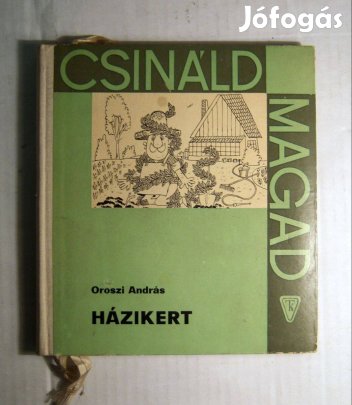 Jófogás
CSINÁLD
MAGAD
Oroszi András
HÁZIKERT